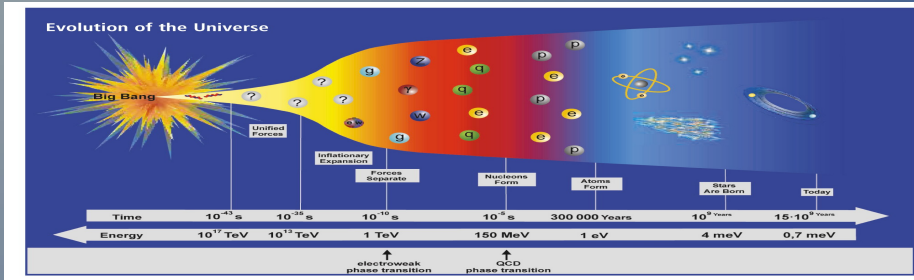 Evolution of the Universe
Big Bang
? ? ? ?
g Z e p p
γ q e
q p
w e e
g q e p
Unified
Forces
Inflationary
Expansion
Forces
Separate
Nucleons
Form
Atoms
Form
Stars
Are Born
Today
Time 10⁻⁴³ s 10⁻³⁵ s 10⁻¹⁰ s 10⁻⁵ s 300 000 Years 10⁹ Years 15·10⁹ Years
Energy 10¹⁷ TeV 10¹³ TeV 1 TeV 150 MeV 1 eV 4 meV 0,7 meV
electroweak
phase transition
QCD
phase transition